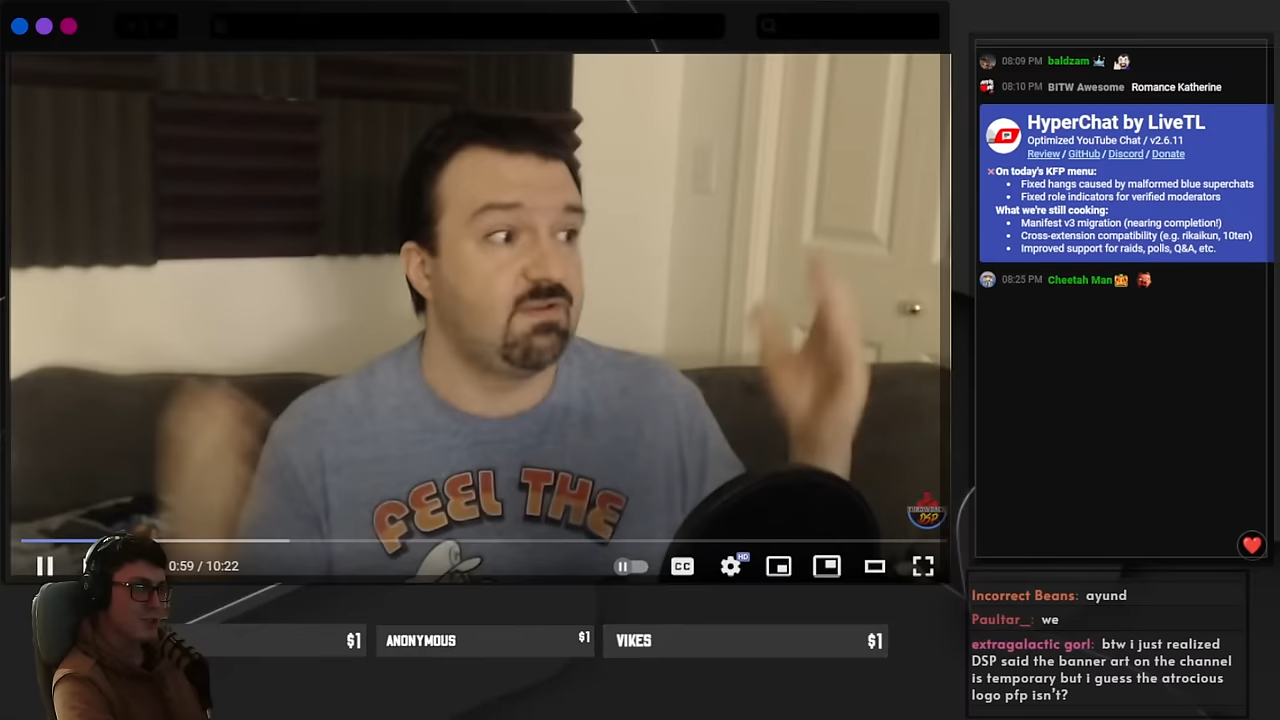 08:09 PM baldzam
08:10 PM BITW Awesome Romance Katherine
HyperChat by LiveTL
Optimized YouTube Chat / v2.6.11
Review / GitHub / Discord / Donate
On today's KFP menu:
Fixed hangs caused by malformed blue superchats
Fixed role indicators for verified moderators
What we're still cooking:
Manifest v3 migration (nearing completion!)
Cross-extension compatibility (e.g. rikaikun, 10ten)
Improved support for raids, polls, Q&A, etc.
08:25 PM Cheetah Man
FEEL THE
DSP
0:59 / 10:22
CC
HD
$1
ANONYMOUS $1
VIKES $1
Incorrect Beans: ayund
Paultar_: we
extragalactic gorl: btw i just realized
DSP said the banner art on the channel
is temporary but i guess the atrocious
logo pfp isn't?